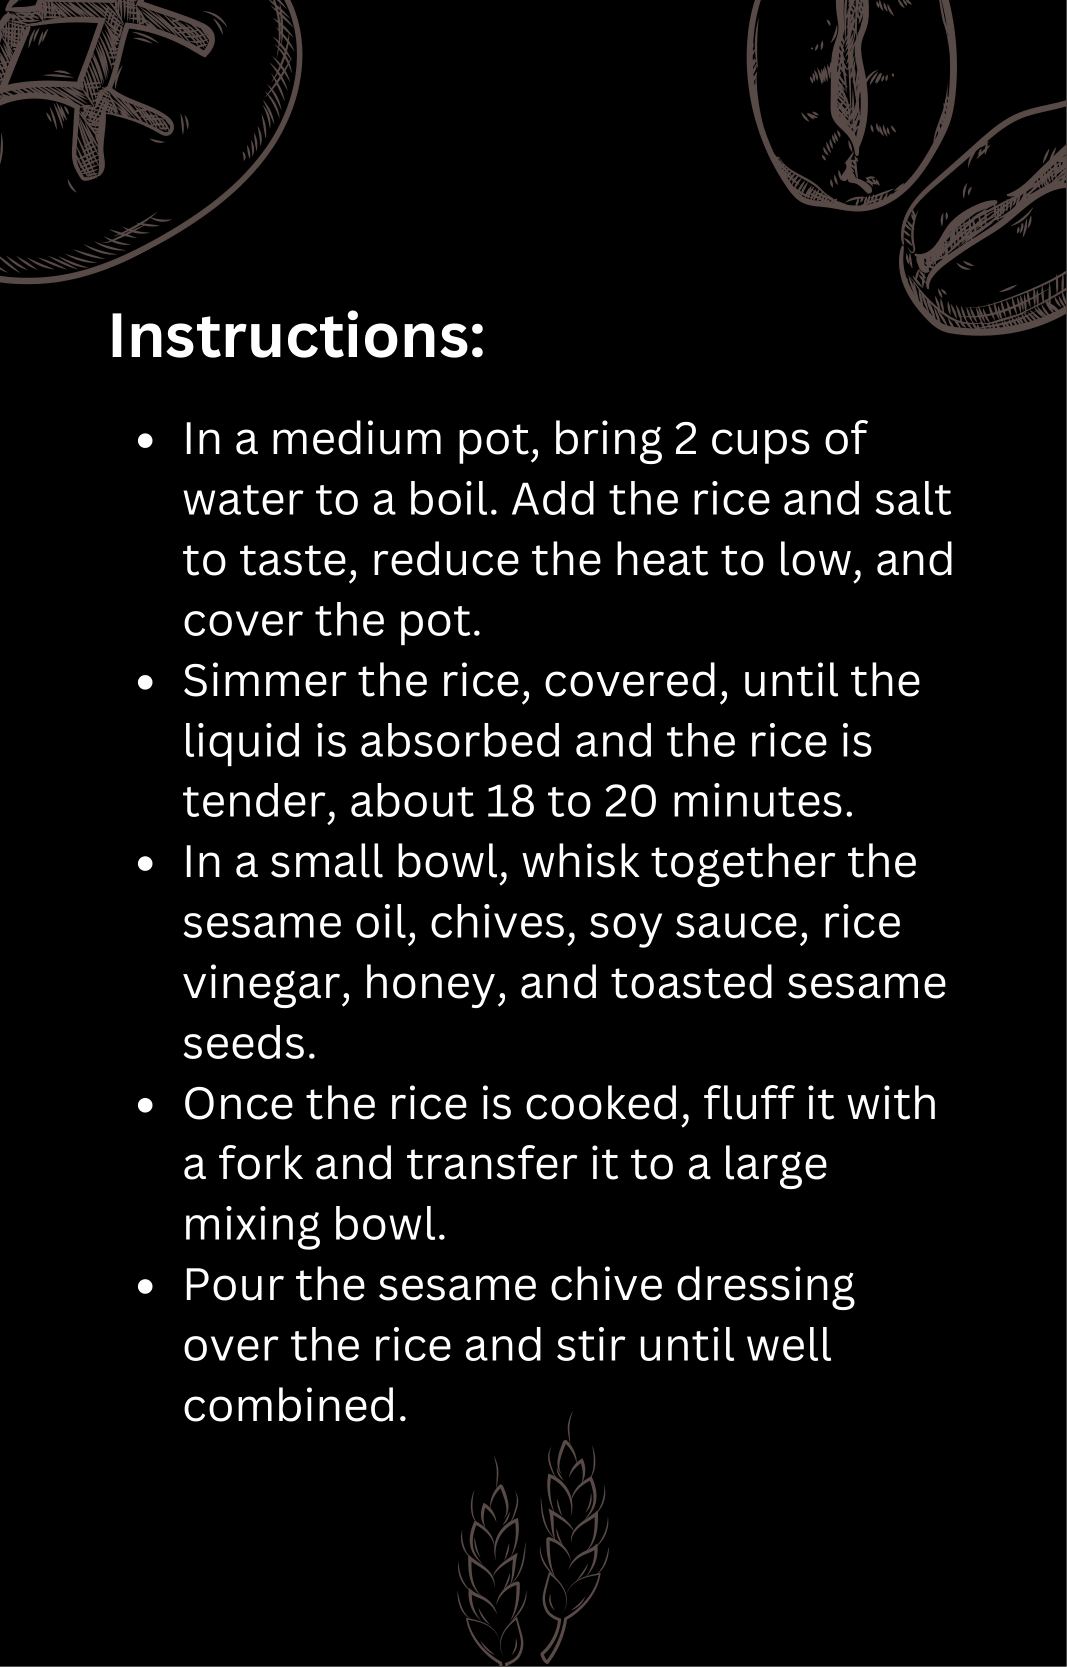 Instructions:
• In a medium pot, bring 2 cups of
water to a boil. Add the rice and salt
to taste, reduce the heat to low, and
cover the pot.
• Simmer the rice, covered, until the
liquid is absorbed and the rice is
tender, about 18 to 20 minutes.
• In a small bowl, whisk together the
sesame oil, chives, soy sauce, rice
vinegar, honey, and toasted sesame
seeds.
• Once the rice is cooked, fluff it with
a fork and transfer it to a large
mixing bowl.
• Pour the sesame chive dressing
over the rice and stir until well
combined.